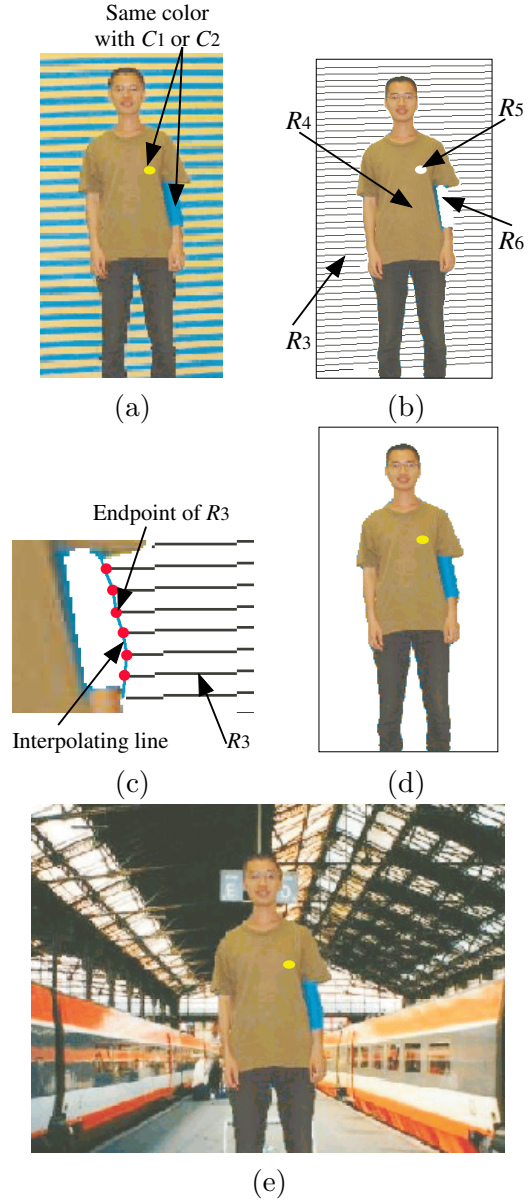 Same color
with C1 or C2
(a)
R4
R5
R6
R3
(b)
Endpoint of R3
Interpolating line
R3
(c)
(d)
(e)